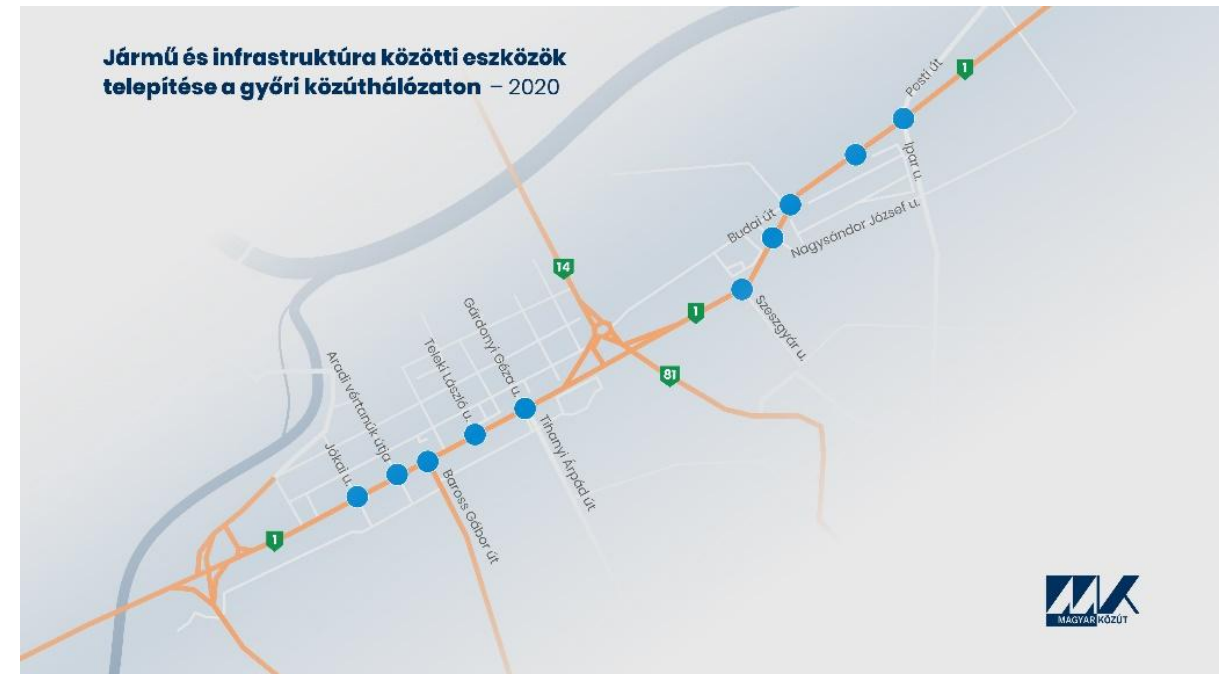 Jármű és infrastruktúra közötti eszközök
telepítése a győri közúthálózaton – 2020
1
Posti út
Ipar u.
Budai út
Nagysándor József u.
14
1
Szeszgyár u.
81
Gárdonyi Géza u.
Teleki László u.
Aradi vértanúk útja
Jókai u.
Tihanyi Árpád út
Baross Gábor út
1
MAGYAR KÖZÚT